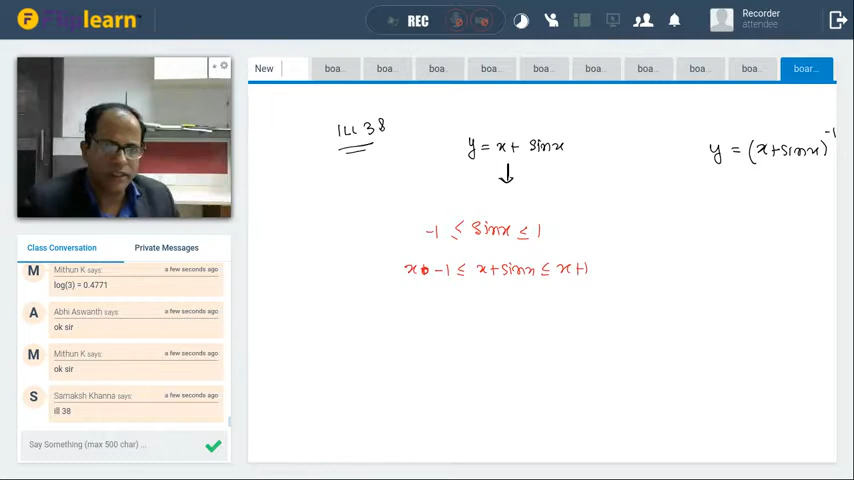 Fliplearn
REC
Recorder
attendee
New
boa...
boa...
boa...
boa...
boa...
boa...
boa...
boa...
boa...
boar...
Ill 38
y = x + sinx
y = (x+sinx)⁻¹
-1 ≤ sinx ≤ 1
x -1 ≤ x+sinx ≤ x+1
Class Conversation
Private Messages
M
Mithun K says:
a few seconds ago
log(3) = 0.4771
A
Abhi Aswanth says:
a few seconds ago
ok sir
M
Mithun K says:
a few seconds ago
ok sir
S
Samaksh Khanna says:
a few seconds ago
ill 38
Say Something (max 500 char) ...